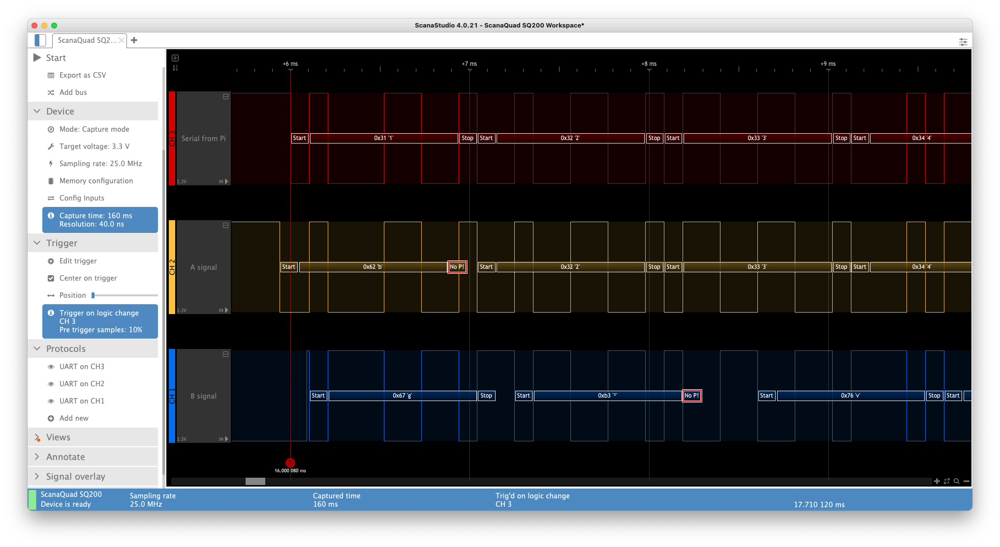 ScanaStudio 4.0.21 - ScanaQuad SQ200 Workspace*
ScanaQuad SQ2...
Start
Export as CSV
Add bus
Device
Mode: Capture mode
Target voltage: 3.3 V
Sampling rate: 25.0 MHz
Memory configuration
Config Inputs
Capture time: 160 ms
Resolution: 40.0 ns
Trigger
Edit trigger
Center on trigger
Position
Trigger on logic change
CH 3
Pre trigger samples: 10%
Protocols
UART on CH3
UART on CH2
UART on CH1
Add new
Views
Annotate
Signal overlay
+6 ms +7 ms +8 ms +9 ms
CH 3
Serial from Pi
3.3V IN
Start 0x31 '1' Stop Start 0x32 '2' Stop Start 0x33 '3' Stop Start 0x34 '4'
CH 2
A signal
3.3V IN
Start 0x62 'b' No P! Start 0x32 '2' Stop Start 0x33 '3' Stop Start 0x34 '4'
CH 1
B signal
3.3V IN
Start 0x67 'g' Stop Start 0xb3 '³' No P! Start 0x76 'v' Stop Start
T
16.000 080 ms
ScanaQuad SQ200
Device is ready
Sampling rate
25.0 MHz
Captured time
160 ms
Trig'd on logic change
CH 3
17.710 120 ms